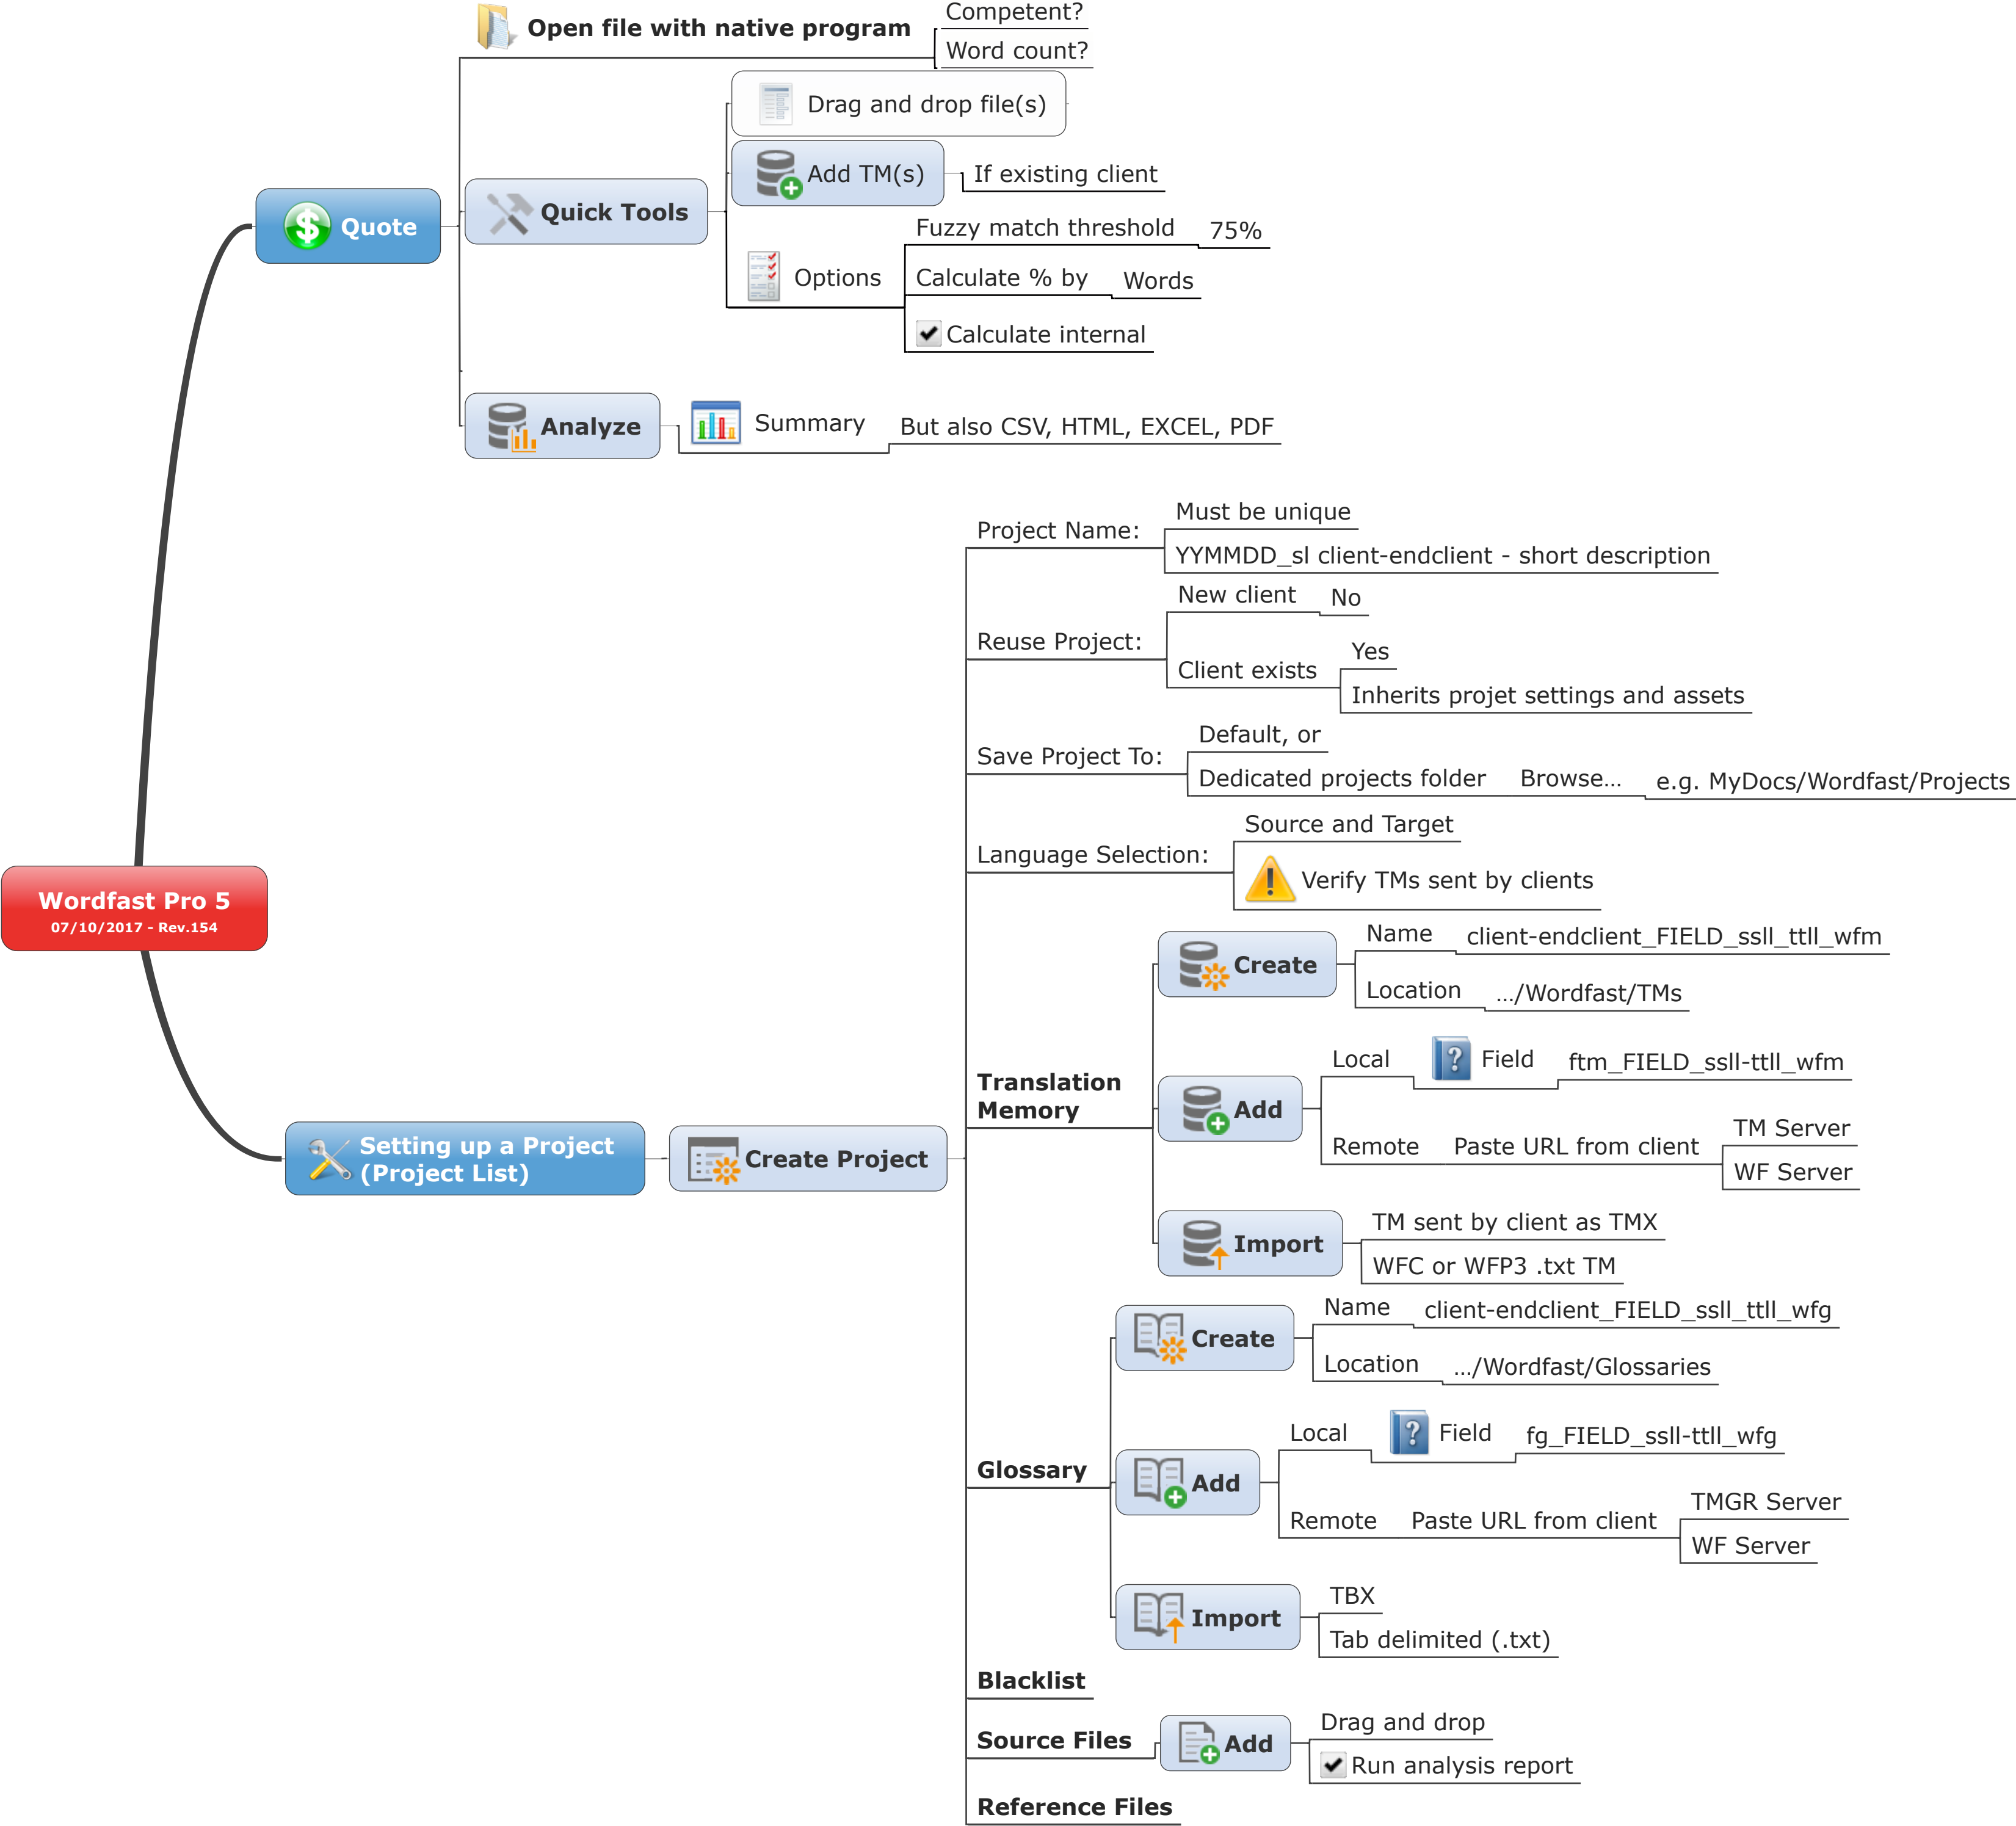 Wordfast Pro 5
07/10/2017 - Rev.154
Quote
Open file with native program
Competent?
Word count?
Quick Tools
Drag and drop file(s)
Add TM(s)
If existing client
Options
Fuzzy match threshold
75%
Calculate % by
Words
Calculate internal
Analyze
Summary
But also CSV, HTML, EXCEL, PDF
Setting up a Project
(Project List)
Create Project
Project Name:
Must be unique
YYMMDD_sl client-endclient - short description
Reuse Project:
New client
No
Client exists
Yes
Inherits projet settings and assets
Save Project To:
Default, or
Dedicated projects folder
Browse...
e.g. MyDocs/Wordfast/Projects
Language Selection:
Source and Target
Verify TMs sent by clients
Translation
Memory
Create
Name
client-endclient_FIELD_ssll_ttll_wfm
Location
.../Wordfast/TMs
Add
Local
Field
ftm_FIELD_ssll-ttll_wfm
Remote
Paste URL from client
TM Server
WF Server
Import
TM sent by client as TMX
WFC or WFP3 .txt TM
Glossary
Create
Name
client-endclient_FIELD_ssll_ttll_wfg
Location
.../Wordfast/Glossaries
Add
Local
Field
fg_FIELD_ssll-ttll_wfg
Remote
Paste URL from client
TMGR Server
WF Server
Import
TBX
Tab delimited (.txt)
Blacklist
Source Files
Add
Drag and drop
Run analysis report
Reference Files